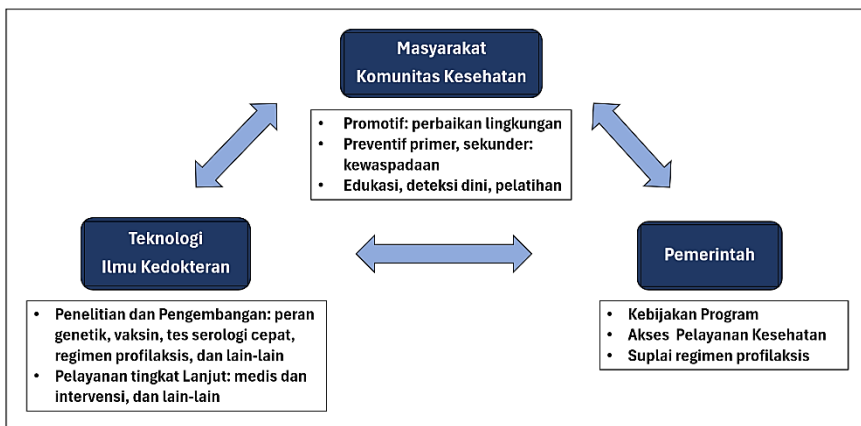 Masyarakat
Komunitas Kesehatan
• Promotif: perbaikan lingkungan
• Preventif primer, sekunder:
kewaspadaan
• Edukasi, deteksi dini, pelatihan
Teknologi
Ilmu Kedokteran
• Penelitian dan Pengembangan: peran
genetik, vaksin, tes serologi cepat,
regimen profilaksis, dan lain-lain
• Pelayanan tingkat Lanjut: medis dan
intervensi, dan lain-lain
Pemerintah
• Kebijakan Program
• Akses Pelayanan Kesehatan
• Suplai regimen profilaksis